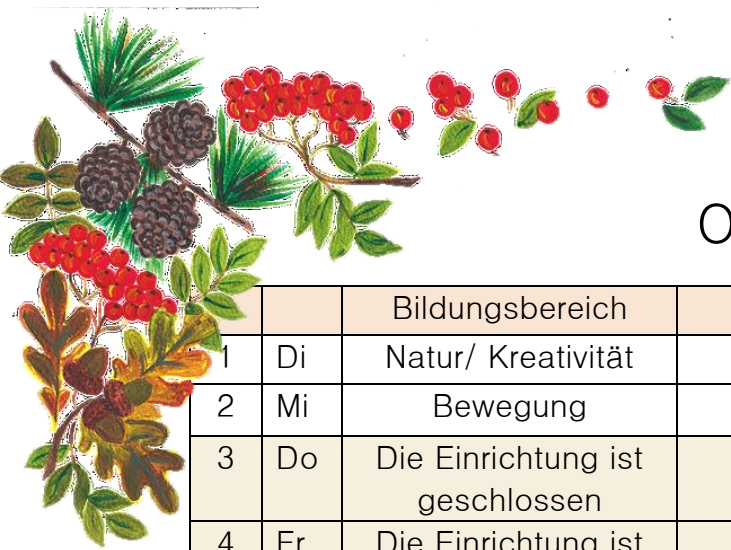 O
Bildungsbereich
1 Di Natur/ Kreativität
2 Mi Bewegung
3 Do Die Einrichtung ist
geschlossen
4 Fr Die Einrichtung ist